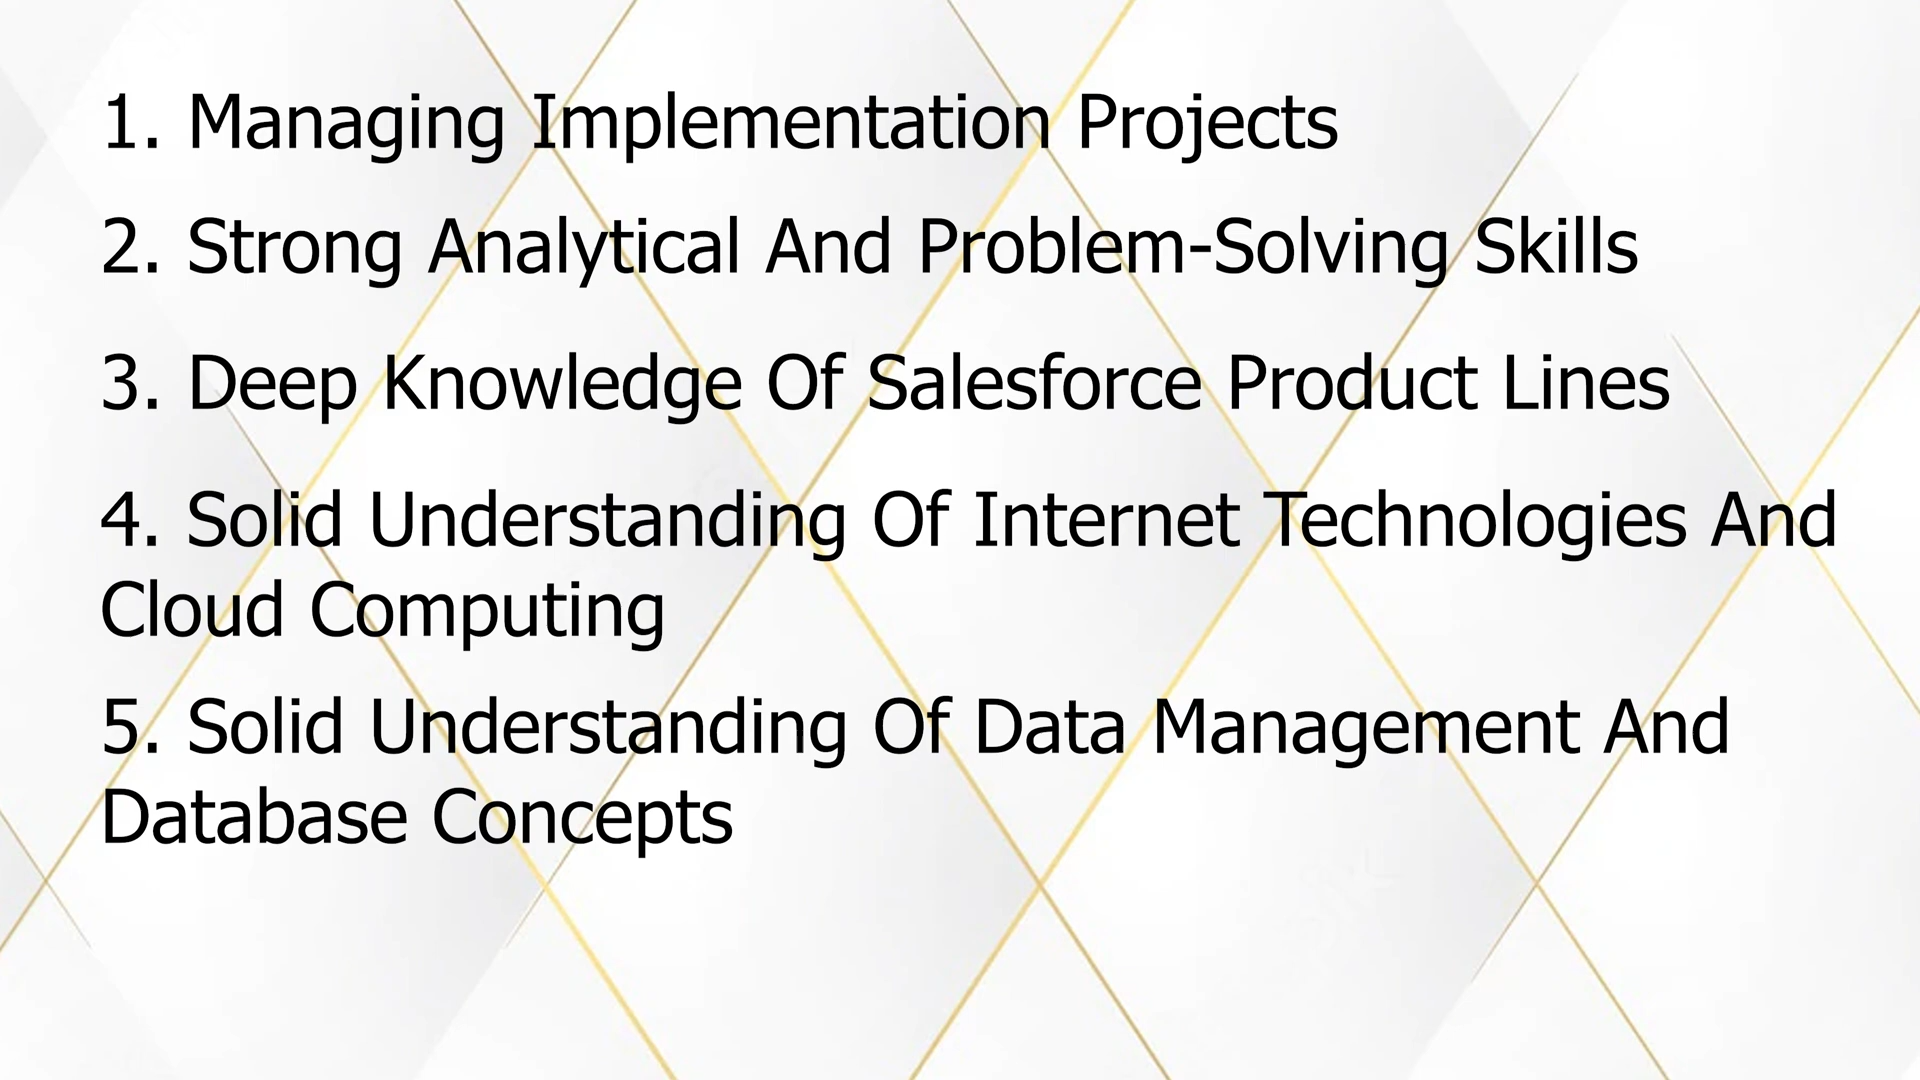 1. Managing Implementation Projects
2. Strong Analytical And Problem-Solving Skills
3. Deep Knowledge Of Salesforce Product Lines
4. Solid Understanding Of Internet Technologies And
Cloud Computing
5. Solid Understanding Of Data Management And
Database Concepts